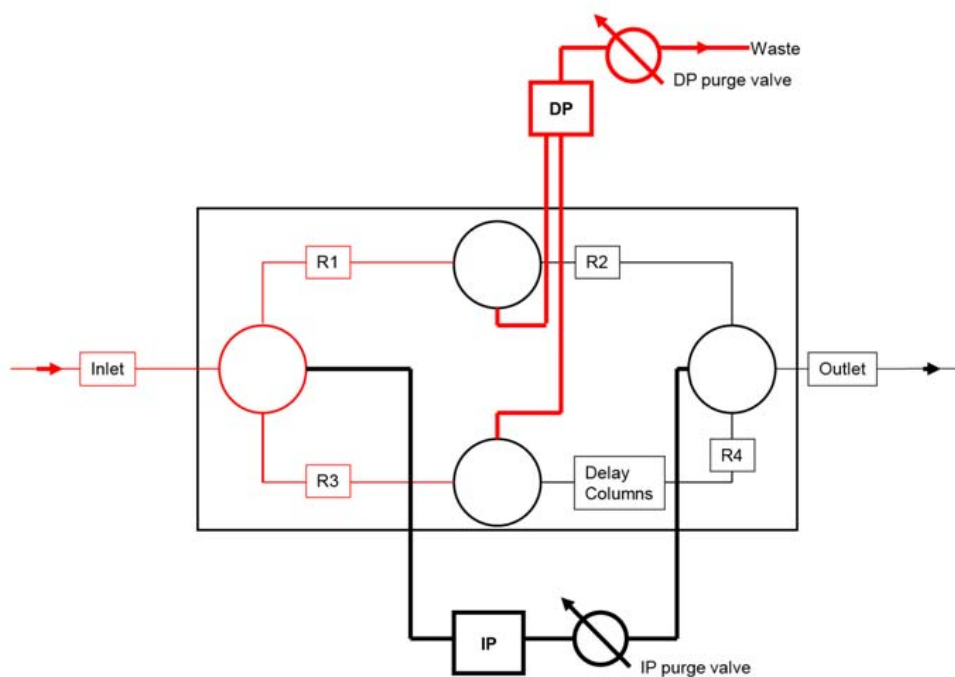 Waste
DP purge valve
DP
R1
R2
Inlet
Outlet
R4
R3
Delay
Columns
IP
IP purge valve